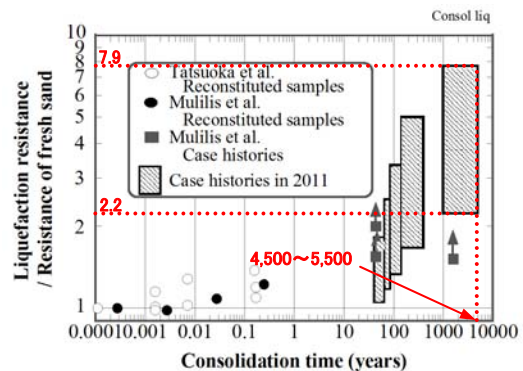 Consol liq
10
9
8
7.9
7
6
5
4
3
2.2
2
1
Tatsuoka et al.
Reconstituted samples
Mulilis et al.
Reconstituted samples
Mulilis et al.
Case histories
Case histories in 2011
4,500～5,500
Liquefaction resistance
/ Resistance of fresh sand
0.0001 0.001 0.01 0.1 1 10 100 1000 10000
Consolidation time (years)